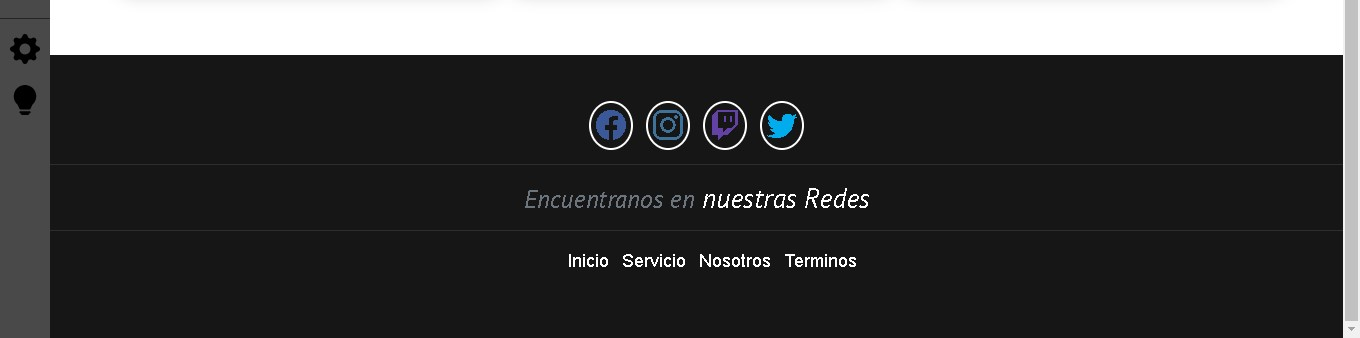 Encuentranos en nuestras Redes
Inicio Servicio Nosotros Terminos